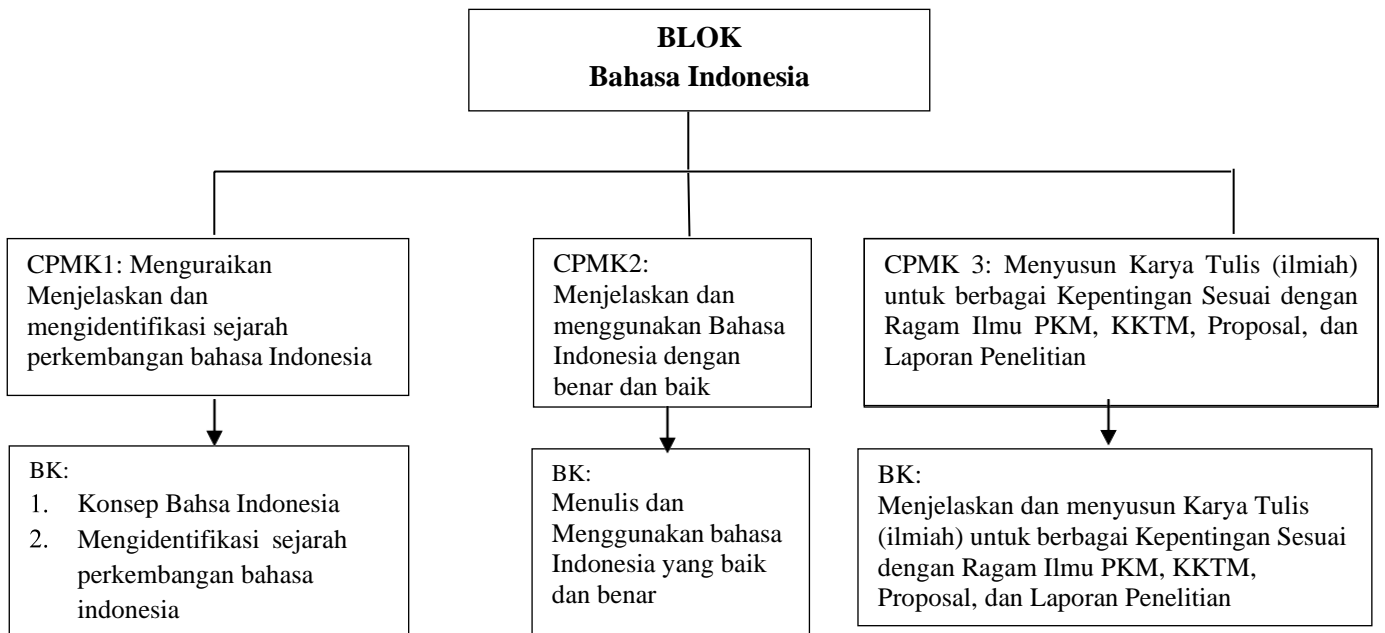 BLOK
Bahasa Indonesia
CPMK1: Menguraikan
Menjelaskan dan
mengidentifikasi sejarah
perkembangan bahasa Indonesia
CPMK2:
Menjelaskan dan
menggunakan Bahasa
Indonesia dengan
benar dan baik
CPMK 3: Menyusun Karya Tulis (ilmiah)
untuk berbagai Kepentingan Sesuai dengan
Ragam Ilmu PKM, KKTM, Proposal, dan
Laporan Penelitian
BK:
1. Konsep Bahsa Indonesia
2. Mengidentifikasi sejarah
perkembangan bahasa
indonesia
BK:
Menulis dan
Menggunakan bahasa
Indonesia yang baik
dan benar
BK:
Menjelaskan dan menyusun Karya Tulis
(ilmiah) untuk berbagai Kepentingan Sesuai
dengan Ragam Ilmu PKM, KKTM,
Proposal, dan Laporan Penelitian